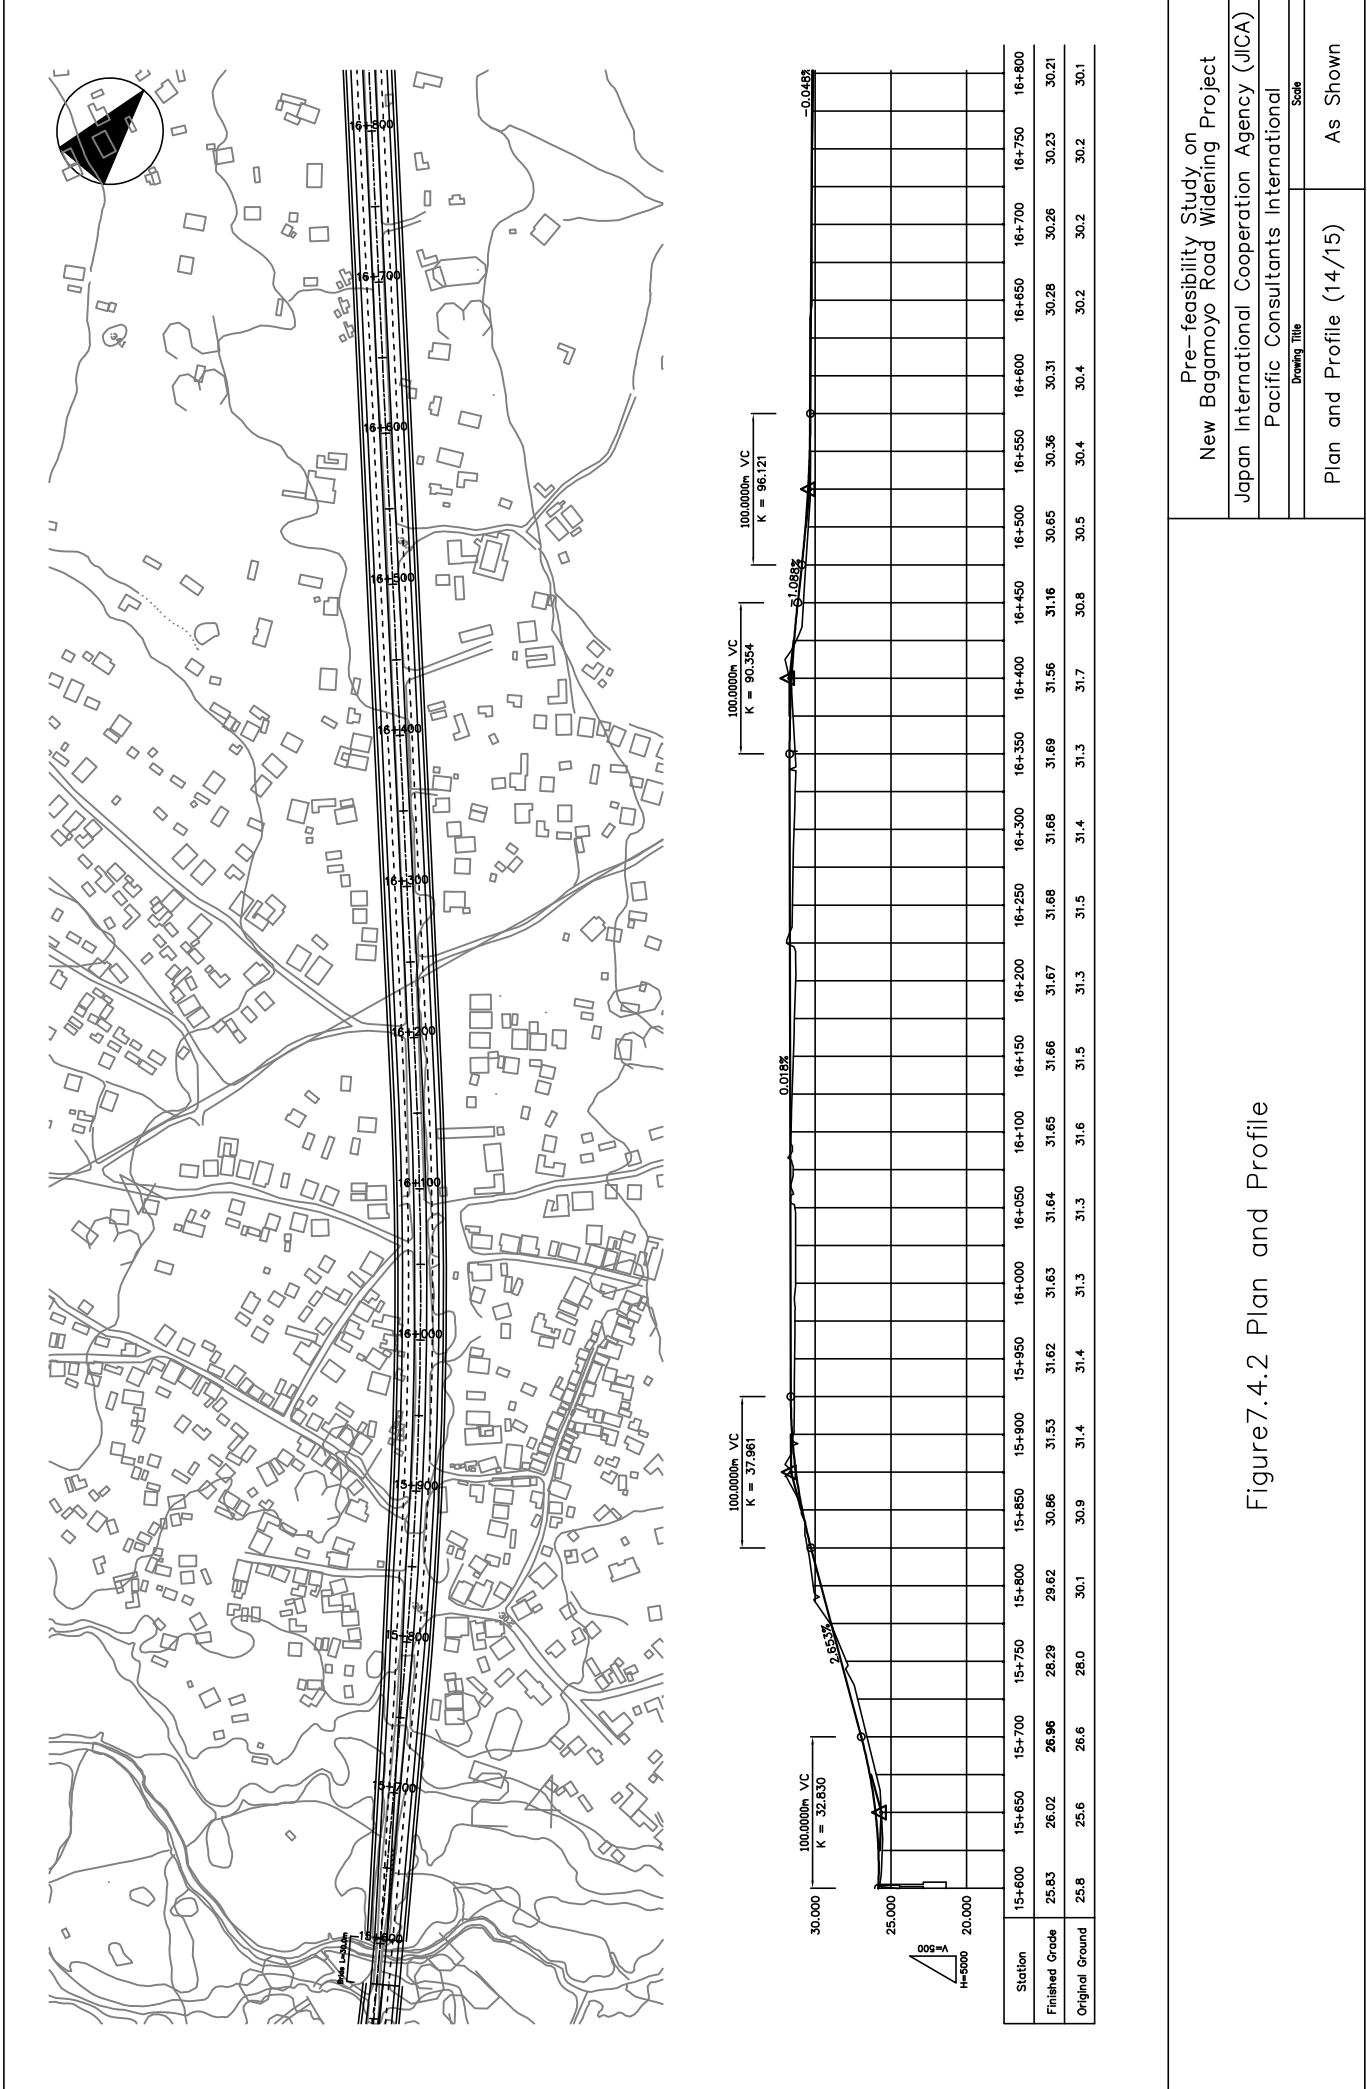 16+800
16+700
16+600
16+500
16+400
16+300
16+200
16+100
16+000
15+900
15+800
15+700
15+600
Bridge L=30.0m
100.0000m VC
K = 32.830
2.653%
100.0000m VC
K = 37.961
0.018%
100.0000m VC
K = 90.354
-1.088%
100.0000m VC
K = 96.121
-0.048%
30.000
25.000
20.000
V=500
H=5000
Station 15+600 15+650 15+700 15+750 15+800 15+850 15+900 15+950 16+000 16+050 16+100 16+150 16+200 16+250 16+300 16+350 16+400 16+450 16+500 16+550 16+600 16+650 16+700 16+750 16+800
Finished Grade 25.83 26.02 26.96 28.29 29.62 30.86 31.53 31.62 31.63 31.64 31.65 31.66 31.67 31.68 31.68 31.69 31.56 31.16 30.65 30.36 30.31 30.28 30.26 30.23 30.21
Original Ground 25.8 25.6 26.6 28.0 30.1 30.9 31.4 31.4 31.3 31.3 31.6 31.5 31.3 31.5 31.4 31.3 31.7 30.8 30.5 30.4 30.4 30.2 30.2 30.2 30.1
Figure7.4.2 Plan and Profile
Pre-feasibility Study on
New Bagamoyo Road Widening Project
Japan International Cooperation Agency (JICA)
Pacific Consultants International
Drawing Title
Scale
Plan and Profile (14/15)
As Shown